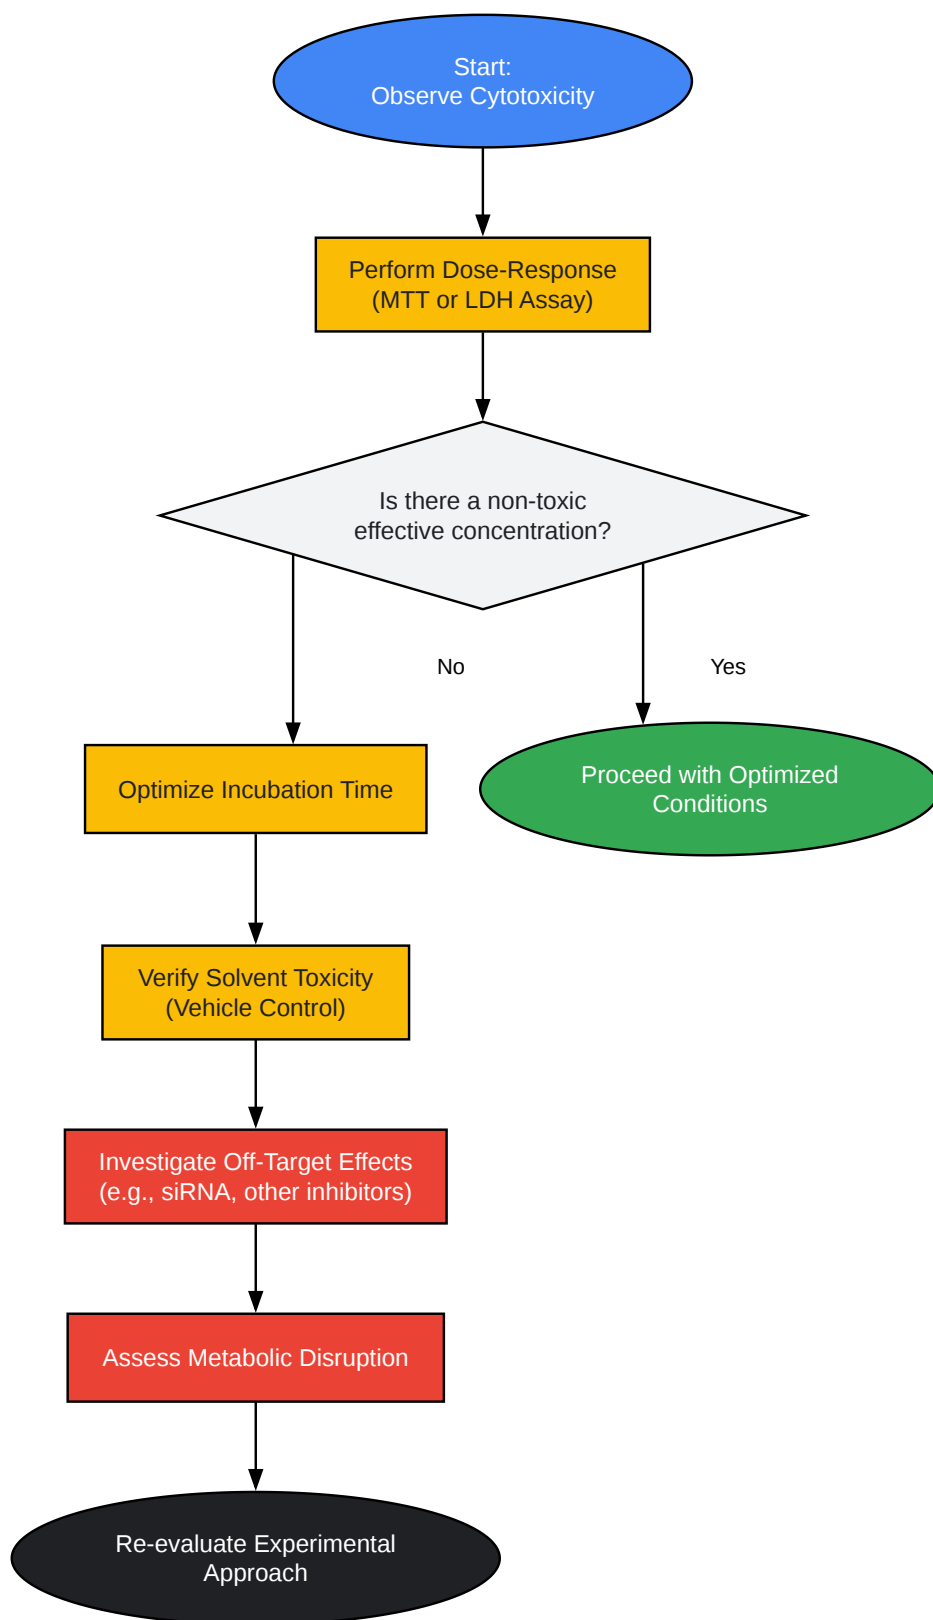 Start:
Observe Cytotoxicity
Perform Dose-Response
(MTT or LDH Assay)
Is there a non-toxic
effective concentration?
No
Yes
Optimize Incubation Time
Proceed with Optimized
Conditions
Verify Solvent Toxicity
(Vehicle Control)
Investigate Off-Target Effects
(e.g., siRNA, other inhibitors)
Assess Metabolic Disruption
Re-evaluate Experimental
Approach